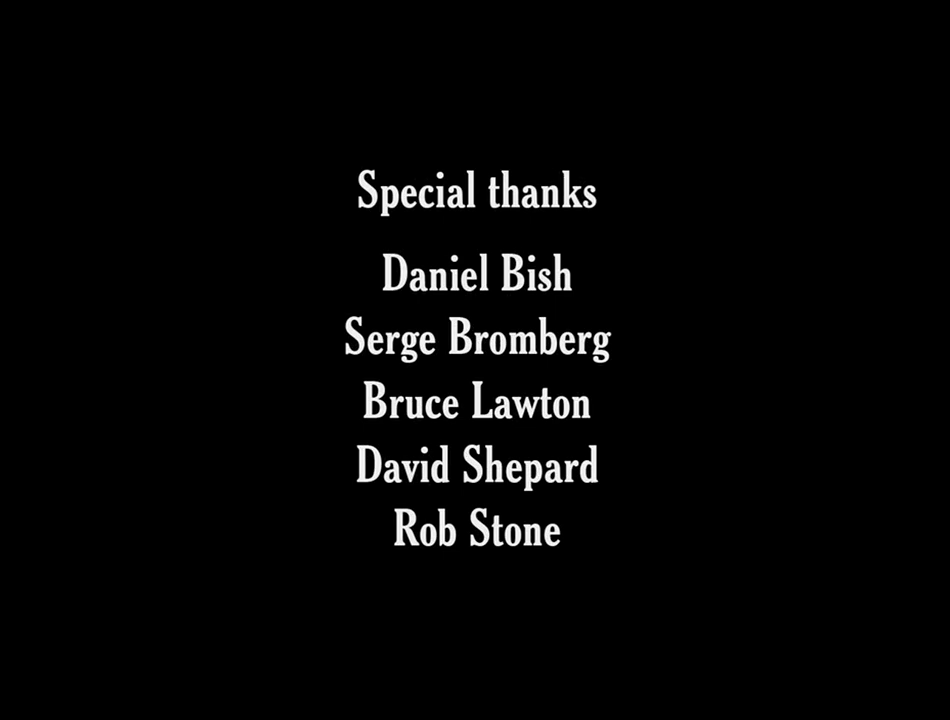 Special thanks
Daniel Bish
Serge Bromberg
Bruce Lawton
David Shepard
Rob Stone